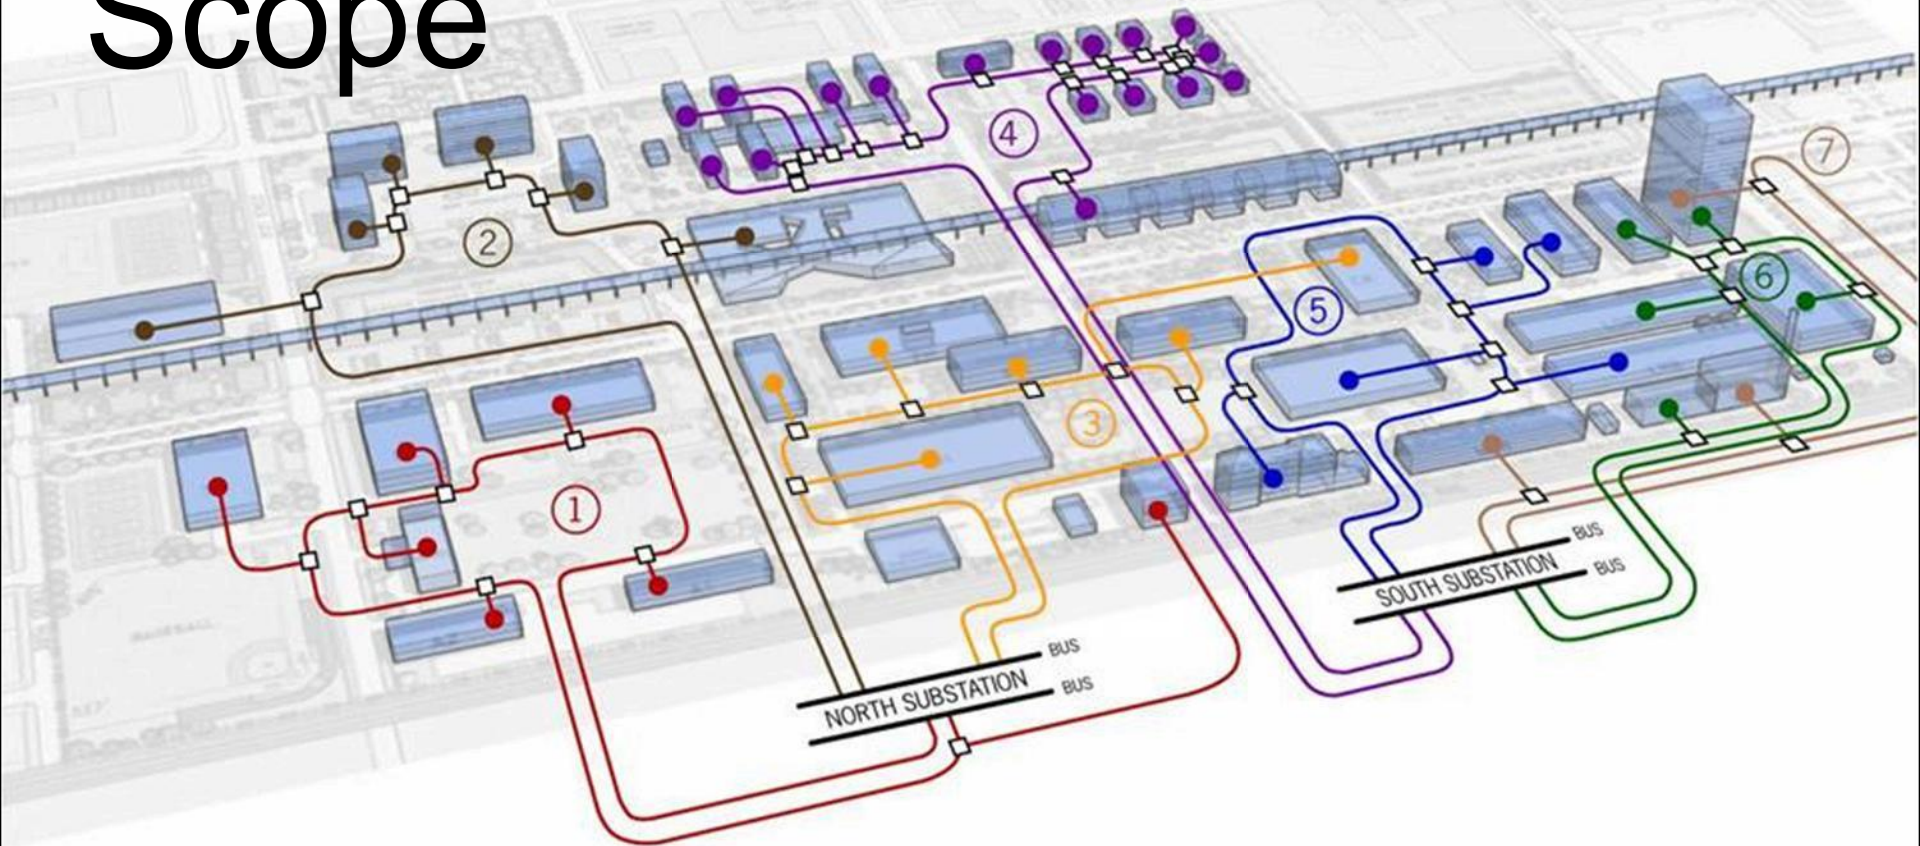 Scope
4
7
2
6
5
3
1
BUS
SOUTH SUBSTATION
BUS
BUS
NORTH SUBSTATION
BUS